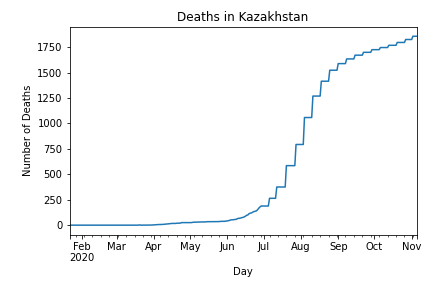 Deaths in Kazakhstan
Number of Deaths
1750
1500
1250
1000
750
500
250
0
Feb Mar Apr May Jun Jul Aug Sep Oct Nov
2020
Day